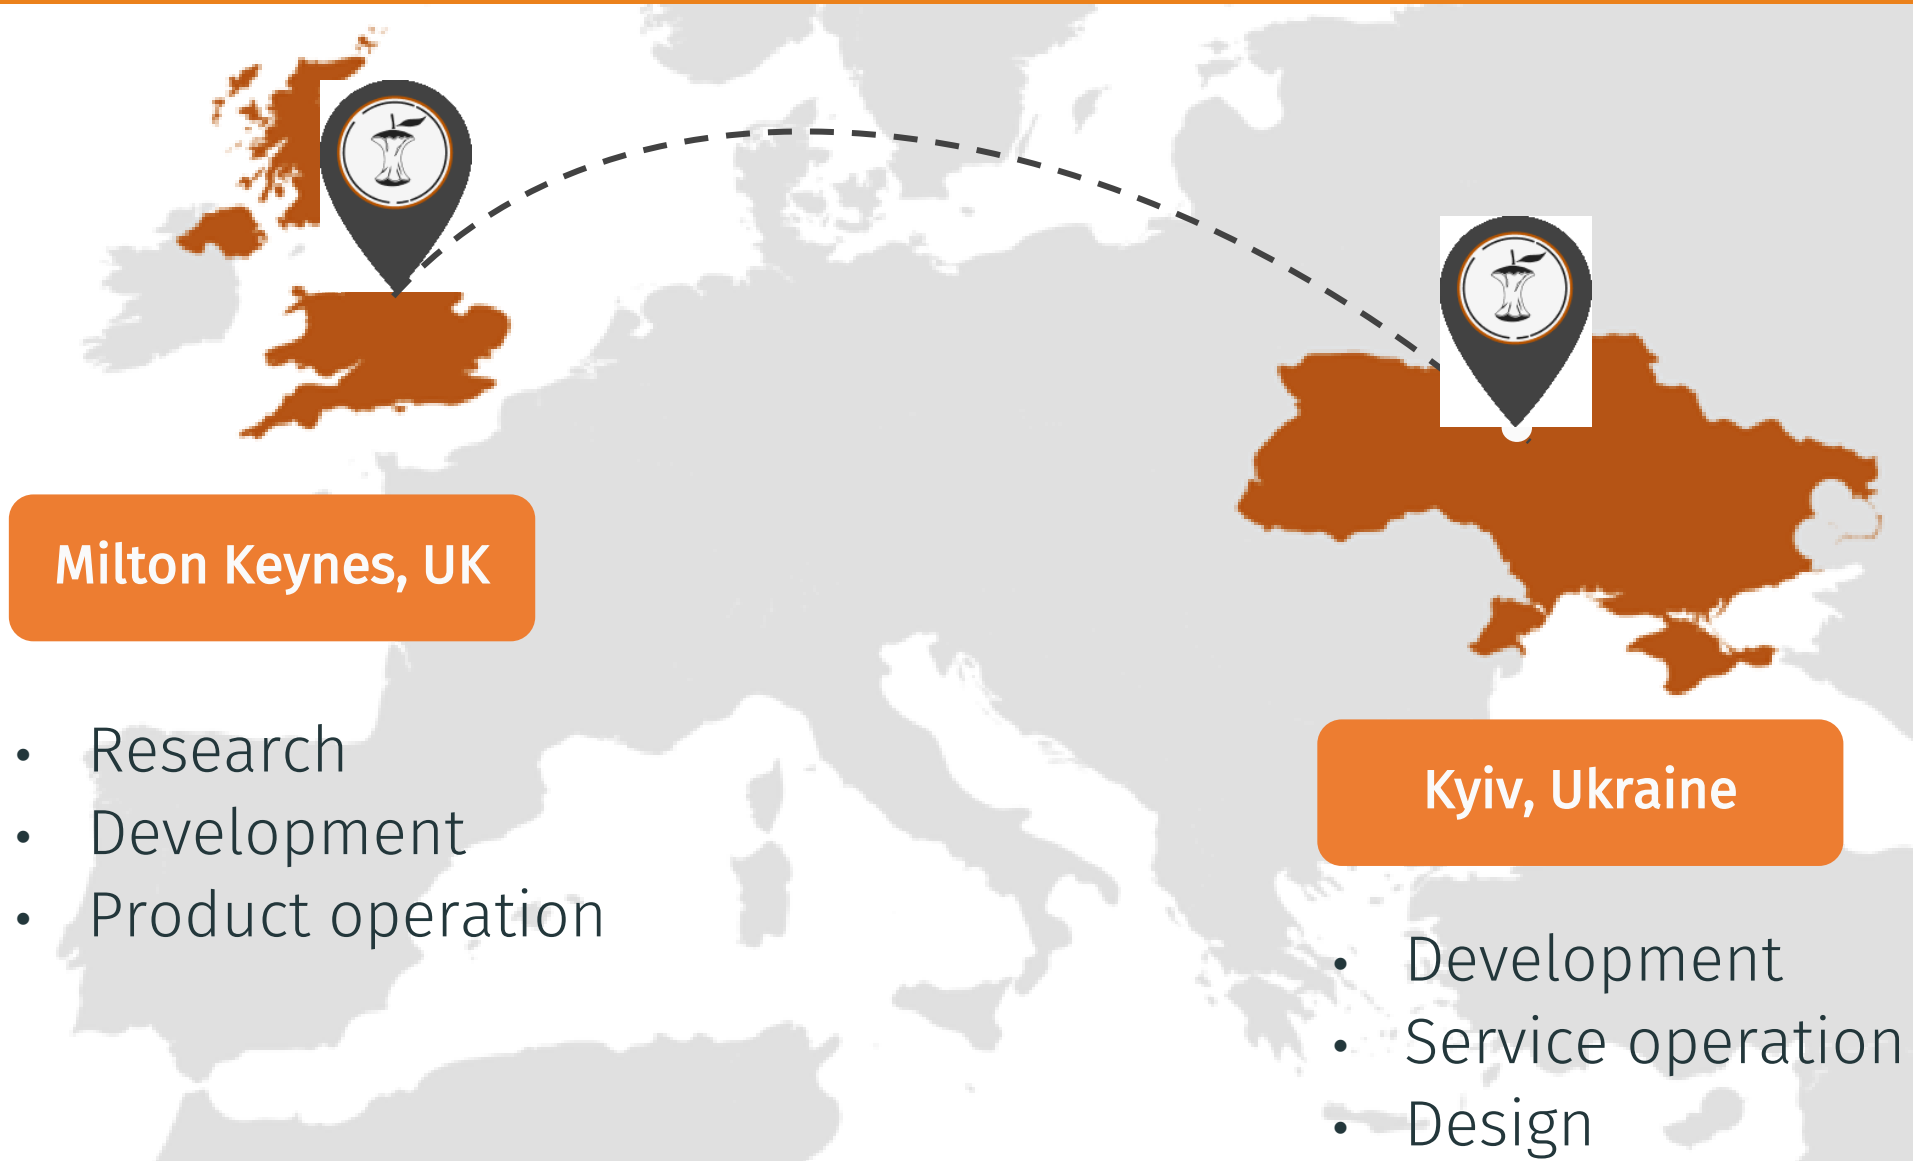 Milton Keynes, UK
• Research
• Development
• Product operation
Kyiv, Ukraine
• Development
• Service operation
• Design